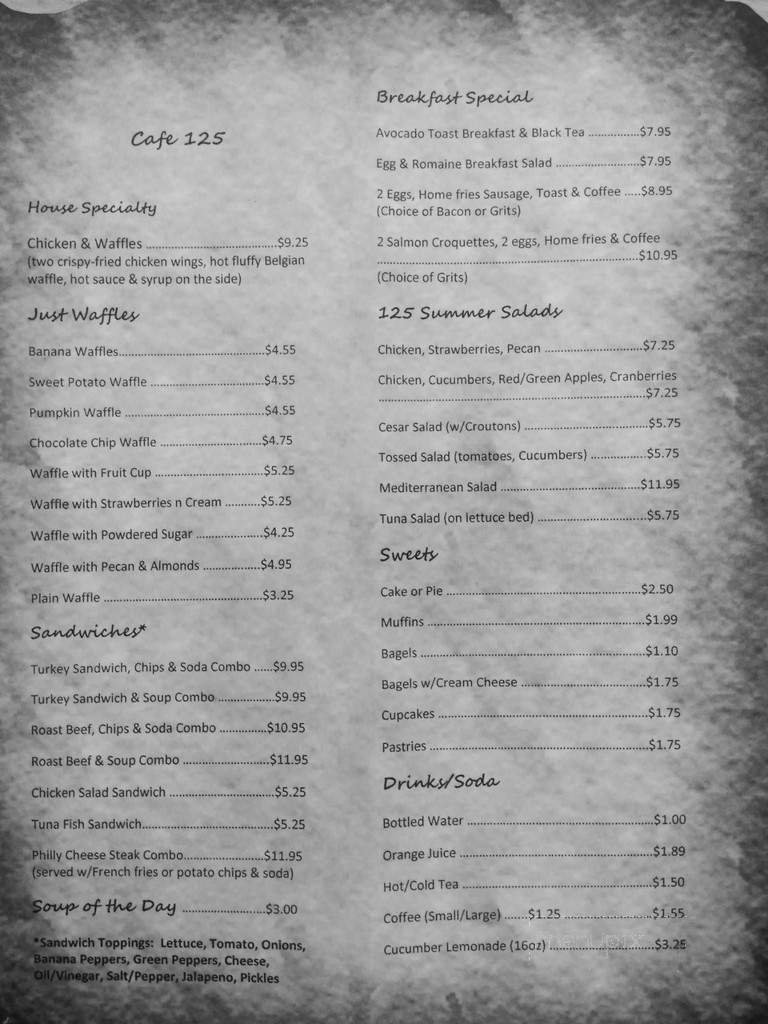 Cafe 125
House Specialty
Chicken & Waffles ........................................$9.25
(two crispy-fried chicken wings, hot fluffy Belgian
waffle, hot sauce & syrup on the side)
Just Waffles
Banana Waffles............................................$4.55
Sweet Potato Waffle ..................................$4.55
Pumpkin Waffle ...........................................$4.55
Chocolate Chip Waffle ...............................$4.75
Waffle with Fruit Cup .................................$5.25
Waffle with Strawberries n Cream ...........$5.25
Waffle with Powdered Sugar .....................$4.25
Waffle with Pecan & Almonds ..................$4.95
Plain Waffle ................................................$3.25
Sandwiches*
Turkey Sandwich, Chips & Soda Combo ......$9.95
Turkey Sandwich & Soup Combo .................$9.95
Roast Beef, Chips & Soda Combo ...............$10.95
Roast Beef & Soup Combo ..........................$11.95
Chicken Salad Sandwich ................................$5.25
Tuna Fish Sandwich.......................................$5.25
Philly Cheese Steak Combo........................$11.95
(served w/French fries or potato chips & soda)
Soup of the Day .........................$3.00
*Sandwich Toppings: Lettuce, Tomato, Onions,
Banana Peppers, Green Peppers, Cheese,
Oil/Vinegar, Salt/Pepper, Jalapeno, Pickles
Breakfast Special
Avocado Toast Breakfast & Black Tea ...............$7.95
Egg & Romaine Breakfast Salad .........................$7.95
2 Eggs, Home fries Sausage, Toast & Coffee .....$8.95
(Choice of Bacon or Grits)
2 Salmon Croquettes, 2 eggs, Home fries & Coffee
......................................................................................$10.95
(Choice of Grits)
125 Summer Salads
Chicken, Strawberries, Pecan .............................$7.25
Chicken, Cucumbers, Red/Green Apples, Cranberries
................................................................................$7.25
Cesar Salad (w/Croutons) ..............................................$5.75
Tossed Salad (tomatoes, Cucumbers) .................$5.75
Mediterranean Salad ..........................................$11.95
Tuna Salad (on lettuce bed) .................................$5.75
Sweets
Cake or Pie ...........................................................$2.50
Muffins ..................................................................$1.99
Bagels ....................................................................$1.10
Bagels w/Cream Cheese ......................................$1.75
Cupcakes ...............................................................$1.75
Pastries ..................................................................$1.75
Drinks/Soda
Bottled Water ........................................................$1.00
Orange Juice ..........................................................$1.89
Hot/Cold Tea .........................................................$1.50
Coffee (Small/Large) .......$1.25 ..........................$1.55
Cucumber Lemonade (16oz) ................................$3.25